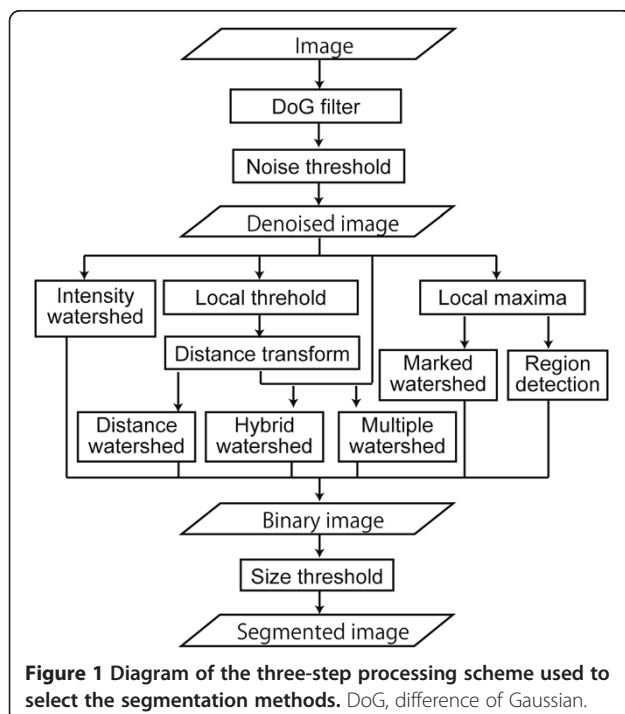 Image
DoG filter
Noise threshold
Denoised image
Intensity
watershed
Local threhold
Local maxima
Distance transform
Marked
watershed
Region
detection
Distance
watershed
Hybrid
watershed
Multiple
watershed
Binary image
Size threshold
Segmented image
Figure 1 Diagram of the three-step processing scheme used to
select the segmentation methods. DoG, difference of Gaussian.